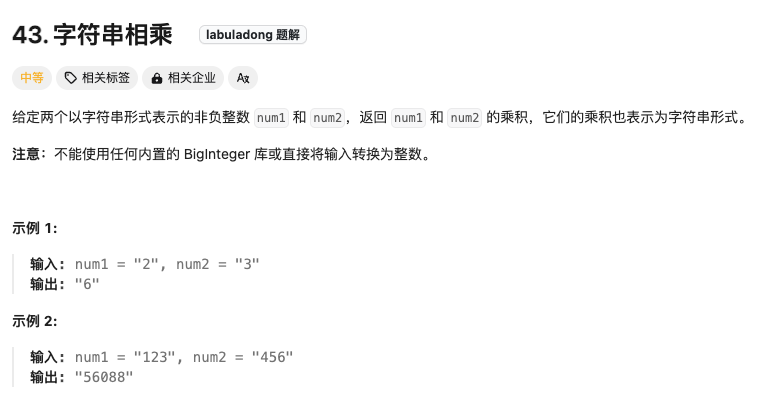 43. 字符串相乘 labuladong 题解
中等 相关标签 相关企业 Aあ
给定两个以字符串形式表示的非负整数 num1 和 num2，返回 num1 和 num2 的乘积，它们的乘积也表示为字符串形式。
注意：不能使用任何内置的 BigInteger 库或直接将输入转换为整数。
示例 1:
输入: num1 = "2", num2 = "3"
输出: "6"
示例 2:
输入: num1 = "123", num2 = "456"
输出: "56088"